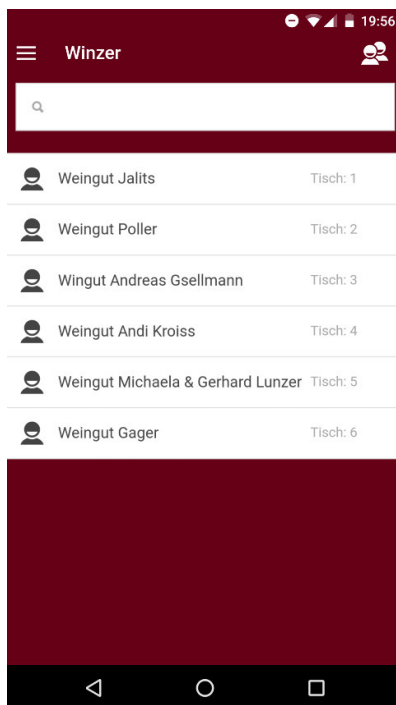 19:56
Winzer
Weingut Jalits Tisch: 1
Weingut Poller Tisch: 2
Wingut Andreas Gsellmann Tisch: 3
Weingut Andi Kroiss Tisch: 4
Weingut Michaela & Gerhard Lunzer Tisch: 5
Weingut Gager Tisch: 6